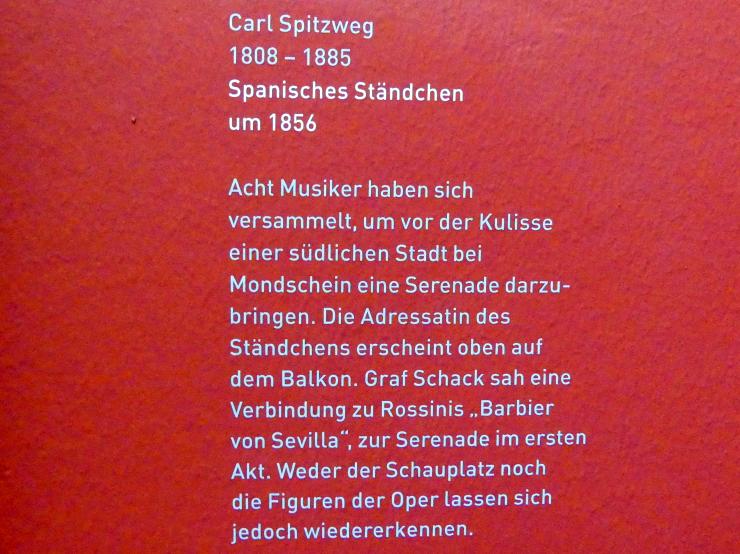 Carl Spitzweg
1808 – 1885
Spanisches Ständchen
um 1856
Acht Musiker haben sich
versammelt, um vor der Kulisse
einer südlichen Stadt bei
Mondschein eine Serenade darzu-
bringen. Die Adressatin des
Ständchens erscheint oben auf
dem Balkon. Graf Schack sah eine
Verbindung zu Rossinis „Barbier
von Sevilla“, zur Serenade im ersten
Akt. Weder der Schauplatz noch
die Figuren der Oper lassen sich
jedoch wiedererkennen.